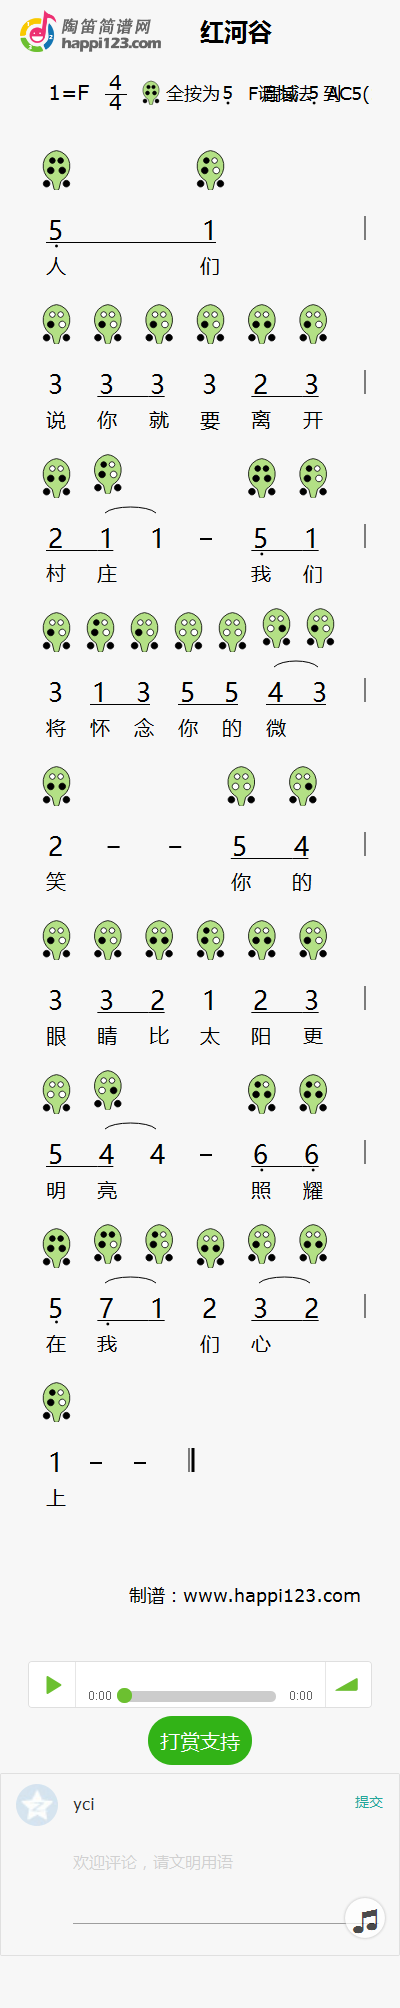 陶笛简谱网
happi123.com
红河谷
1=F 4/4 全按为 5̣
5̣ 1 |
人 们
3 3 3 3 2 3 |
说 你 就 要 离 开
2 1 1 - 5̣ 1 |
村 庄 我 们
3 1 3 5 5 4 3 |
将 怀 念 你 的 微
2 - - 5 4 |
笑 你 的
3 3 2 1 2 3 |
眼 睛 比 太 阳 更
5 4 4 - 6̣ 6̣ |
明 亮 照 耀
5̣ 7̣ 1 2 3 2 |
在 我 们 心
1 - - ‖
上
制谱：www.happi123.com
0:00 0:00
打赏支持
yci 提交
欢迎评论，请文明用语